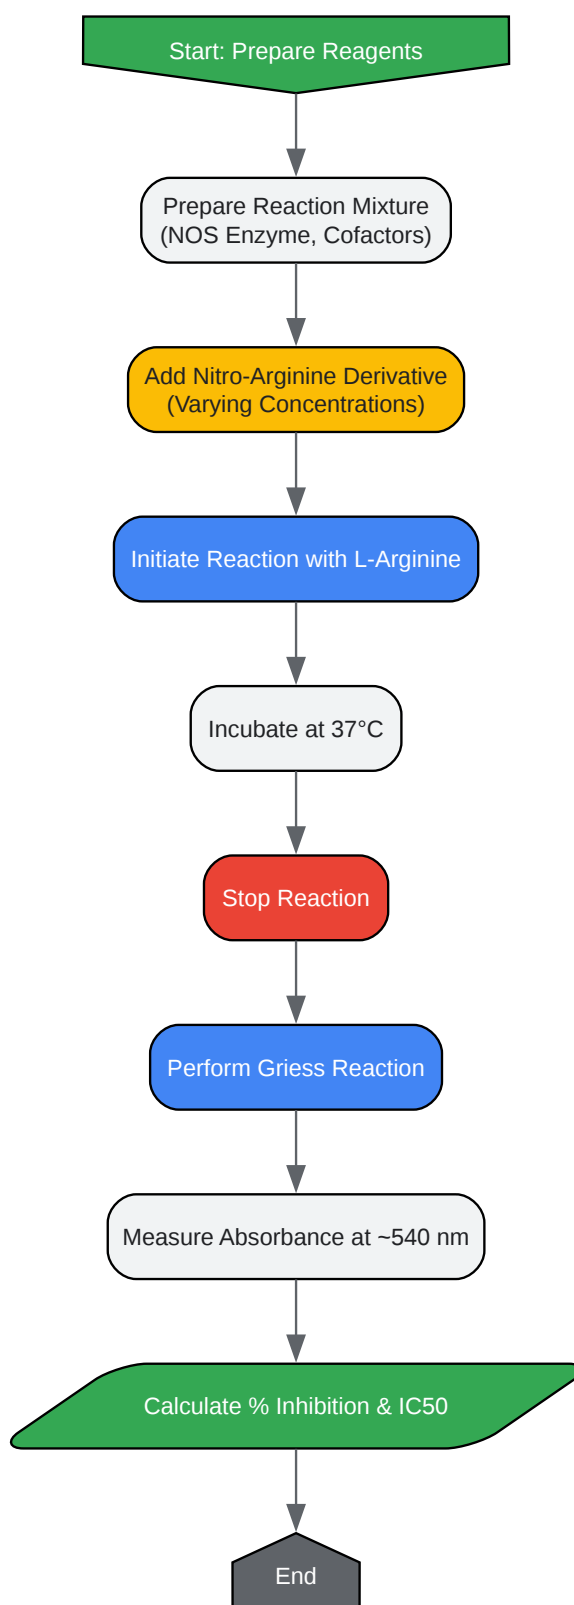 Start: Prepare Reagents
Prepare Reaction Mixture
(NOS Enzyme, Cofactors)
Add Nitro-Arginine Derivative
(Varying Concentrations)
Initiate Reaction with L-Arginine
Incubate at 37°C
Stop Reaction
Perform Griess Reaction
Measure Absorbance at ~540 nm
Calculate % Inhibition & IC50
End